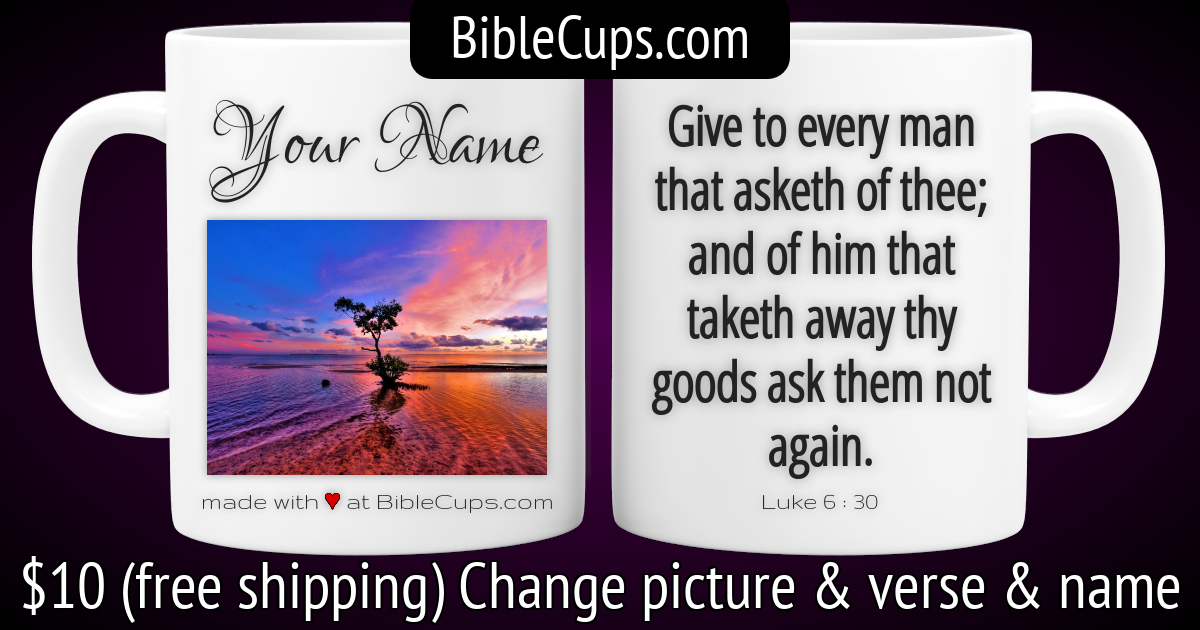 BibleCups.com
Your Name
made with ♥ at BibleCups.com
Give to every man
that asketh of thee;
and of him that
taketh away thy
goods ask them not
again.
Luke 6 : 30
$10 (free shipping) Change picture & verse & name